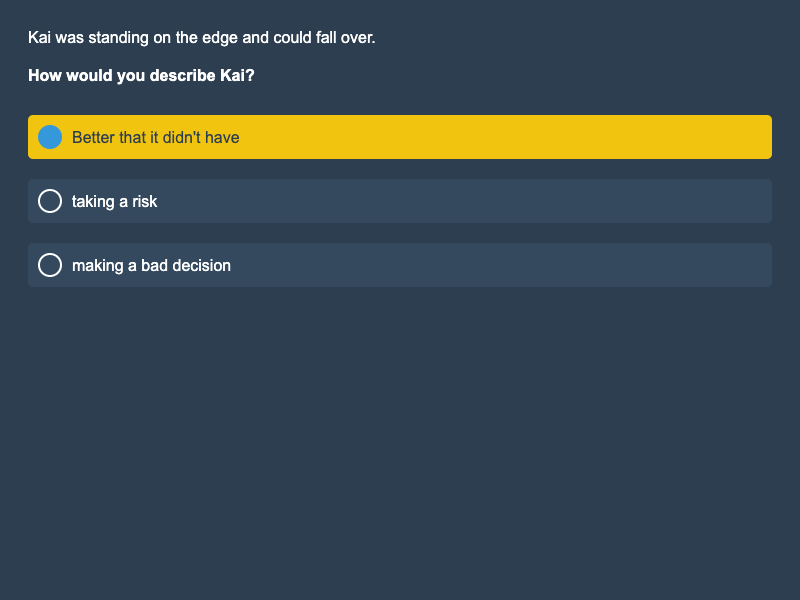 Kai was standing on the edge and could fall over.
How would you describe Kai?
Better that it didn't have
taking a risk
making a bad decision